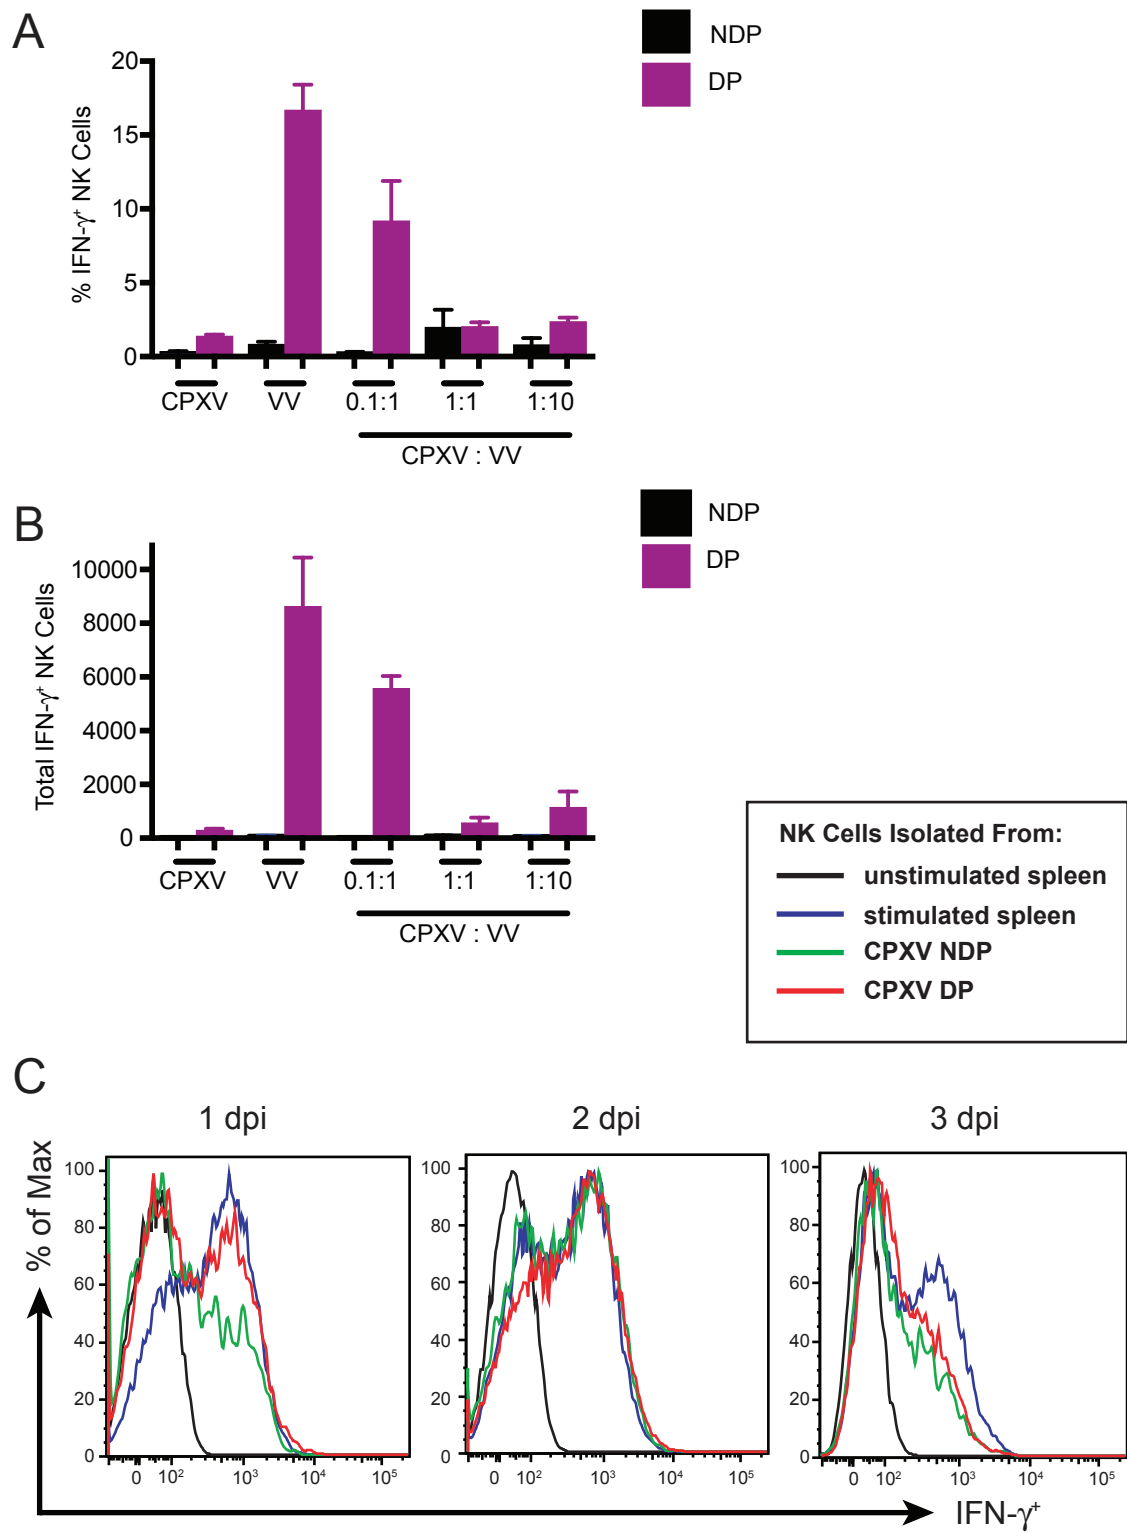 A
NDP
DP
% IFN-γ⁺ NK Cells
20
15
10
5
0
CPXV VV 0.1:1 1:1 1:10
CPXV : VV
B
NDP
DP
Total IFN-γ⁺ NK Cells
10000
8000
6000
4000
2000
0
CPXV VV 0.1:1 1:1 1:10
CPXV : VV
NK Cells Isolated From:
unstimulated spleen
stimulated spleen
CPXV NDP
CPXV DP
C
1 dpi 2 dpi 3 dpi
% of Max
100
80
60
40
20
0
0 10² 10³ 10⁴ 10⁵
100
80
60
40
20
0
0 10² 10³ 10⁴ 10⁵
100
80
60
40
20
0
0 10² 10³ 10⁴ 10⁵
IFN-γ⁺